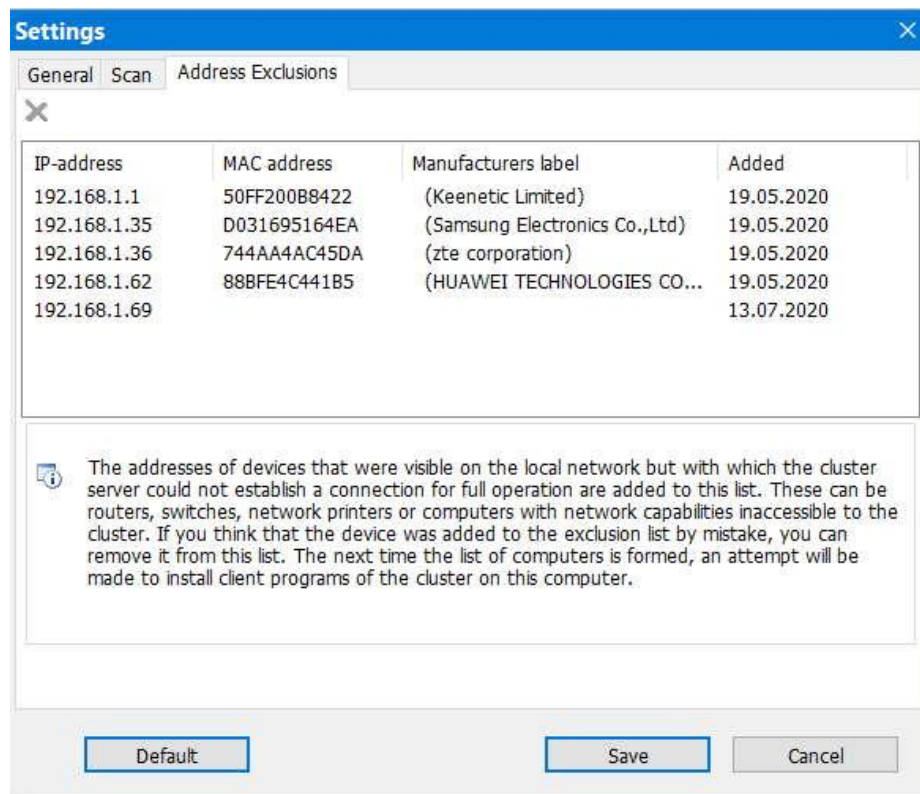 Settings
General Scan Address Exclusions
IP-address MAC address Manufacturers label Added
192.168.1.1 50FF200B8422 (Keenetic Limited) 19.05.2020
192.168.1.35 D031695164EA (Samsung Electronics Co.,Ltd) 19.05.2020
192.168.1.36 744AA4AC45DA (zte corporation) 19.05.2020
192.168.1.62 88BFE4C441B5 (HUAWEI TECHNOLOGIES CO... 19.05.2020
192.168.1.69 13.07.2020
The addresses of devices that were visible on the local network but with which the cluster
server could not establish a connection for full operation are added to this list. These can be
routers, switches, network printers or computers with network capabilities inaccessible to the
cluster. If you think that the device was added to the exclusion list by mistake, you can
remove it from this list. The next time the list of computers is formed, an attempt will be
made to install client programs of the cluster on this computer.
Default Save Cancel